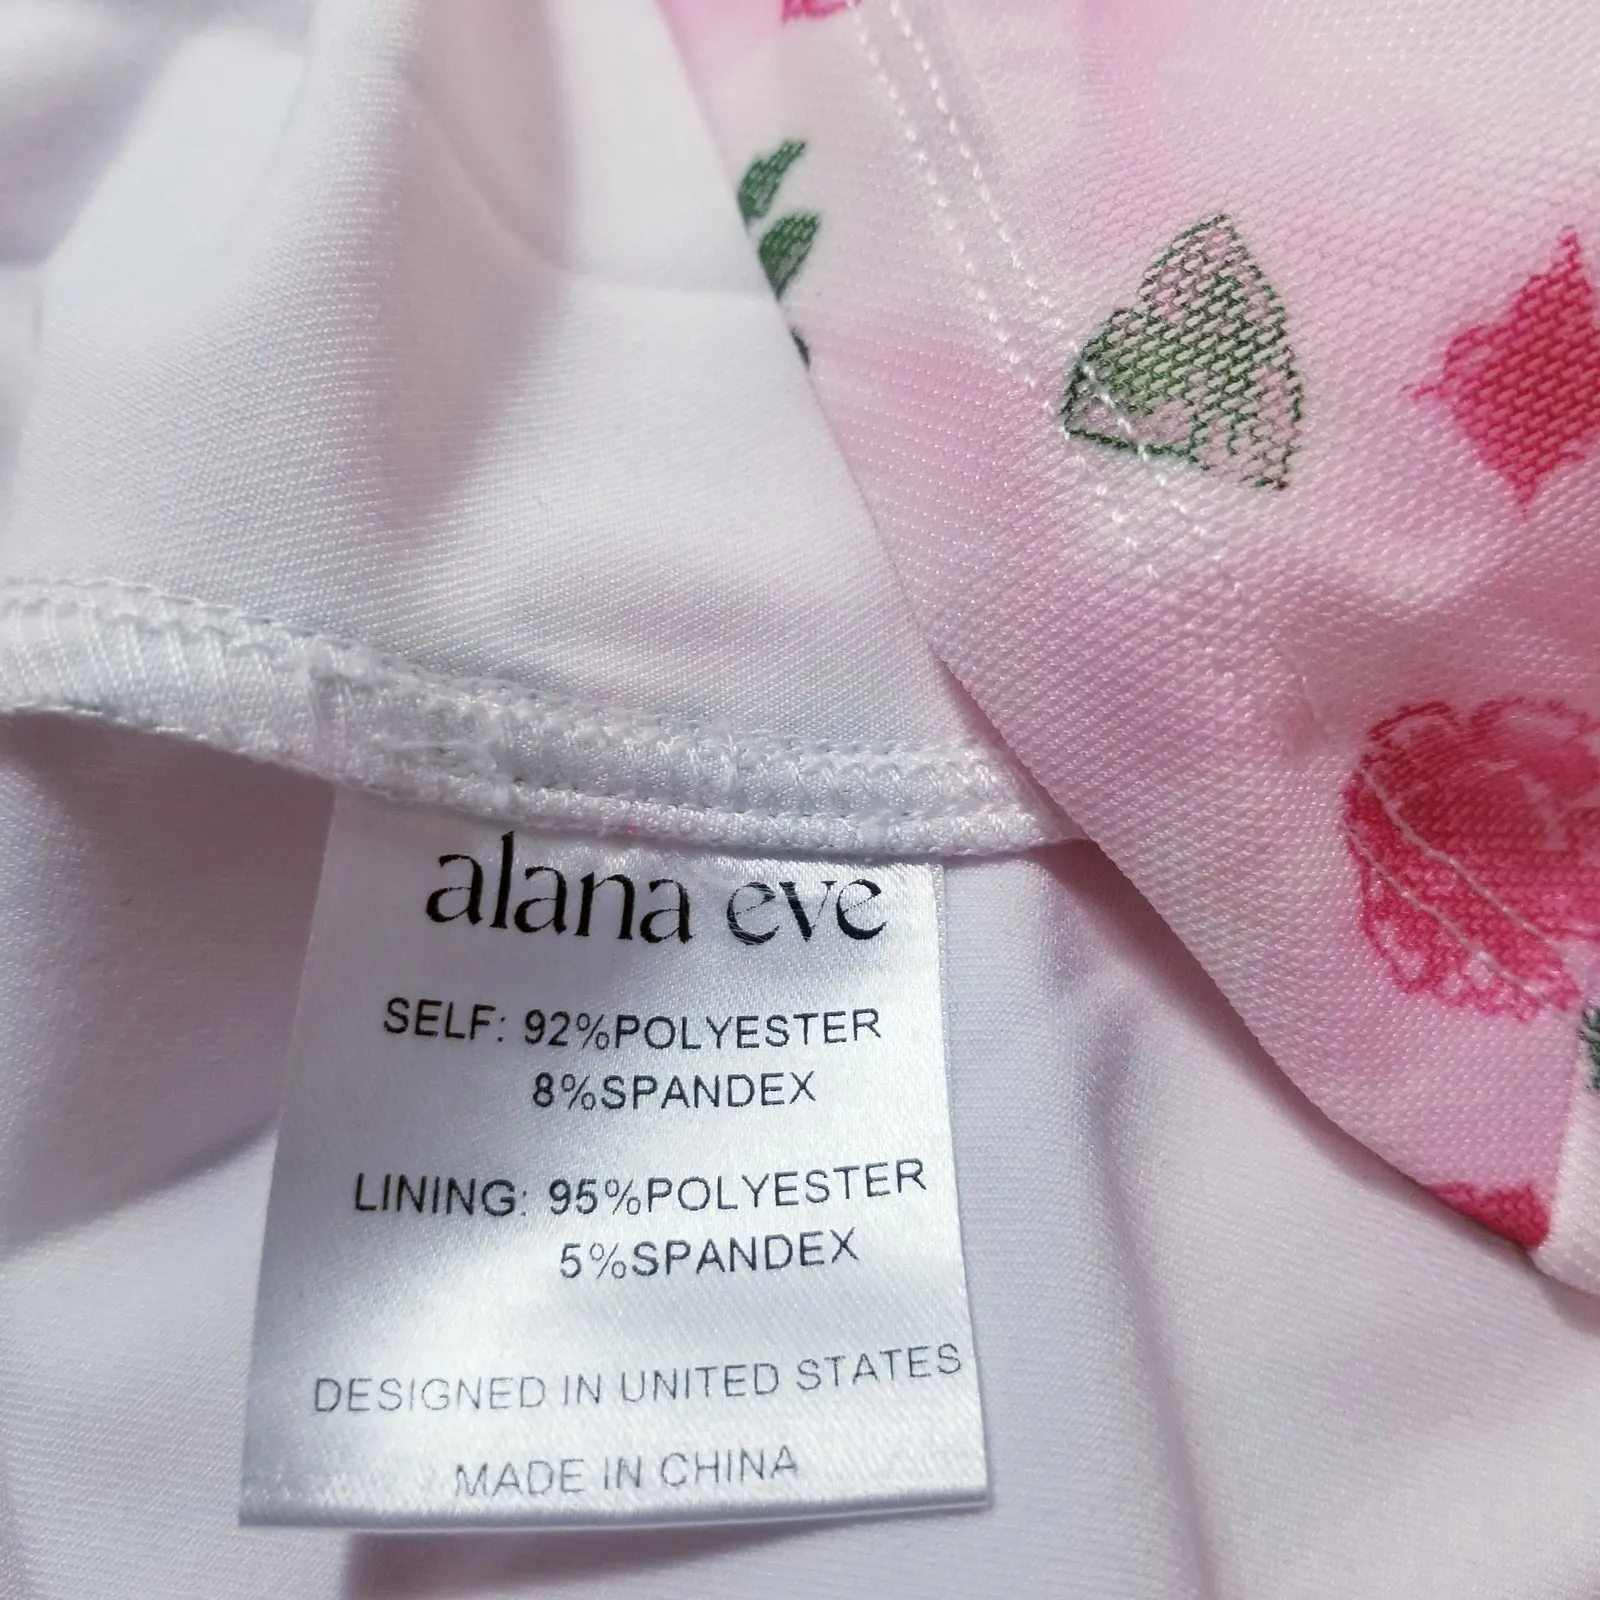 alana eve
SELF: 92%POLYESTER
8%SPANDEX
LINING: 95%POLYESTER
5%SPANDEX
DESIGNED IN UNITED STATES
MADE IN CHINA